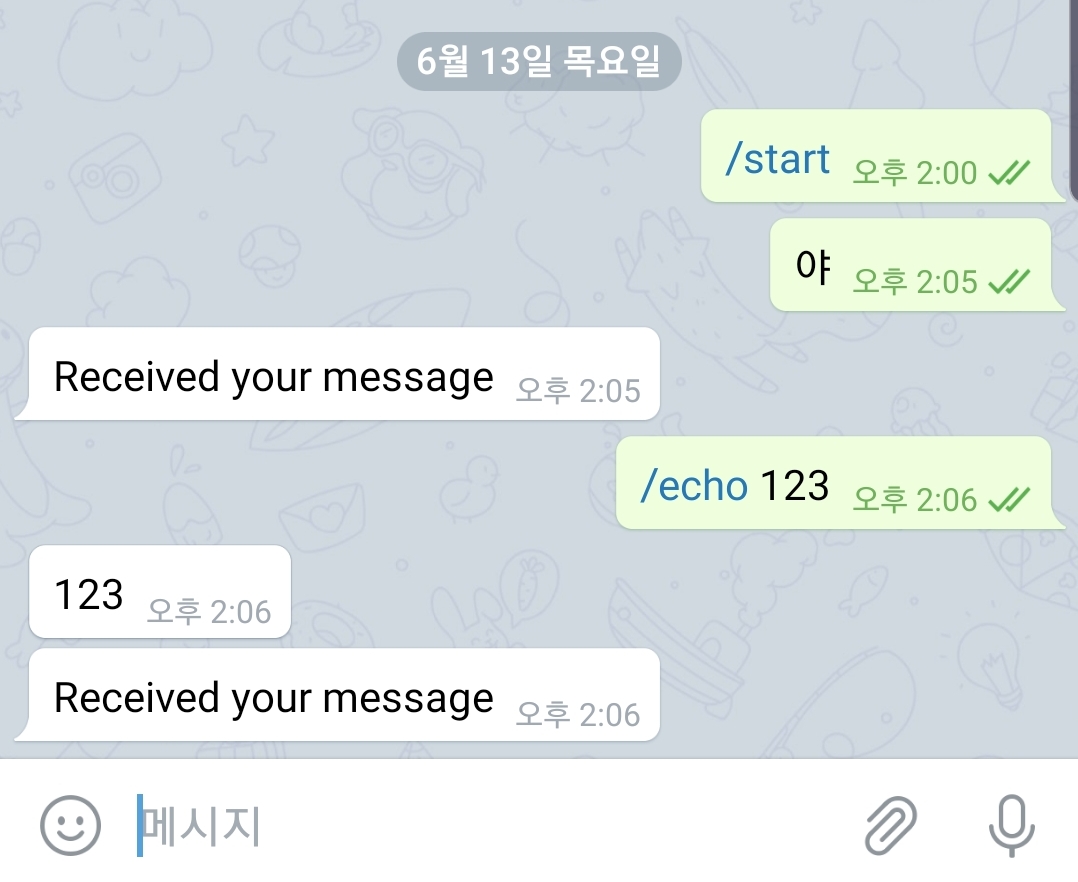 6월 13일 목요일
/start 오후 2:00
야 오후 2:05
Received your message 오후 2:05
/echo 123 오후 2:06
123 오후 2:06
Received your message 오후 2:06
메시지